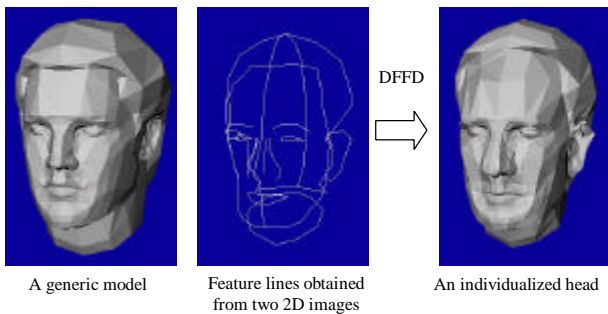 DFFD
A generic model
Feature lines obtained
from two 2D images
An individualized head